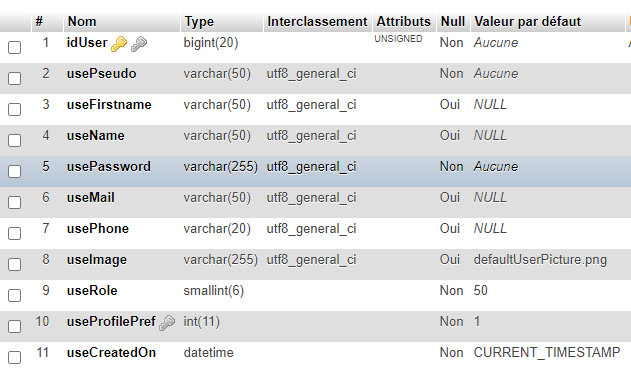 # Nom Type Interclassement Attributs Null Valeur par défaut
1 idUser bigint(20) UNSIGNED Non Aucune
2 usePseudo varchar(50) utf8_general_ci Non Aucune
3 useFirstname varchar(50) utf8_general_ci Oui NULL
4 useName varchar(50) utf8_general_ci Oui NULL
5 usePassword varchar(255) utf8_general_ci Non Aucune
6 useMail varchar(50) utf8_general_ci Oui NULL
7 usePhone varchar(20) utf8_general_ci Oui NULL
8 useImage varchar(255) utf8_general_ci Oui defaultUserPicture.png
9 useRole smallint(6) Non 50
10 useProfilePref int(11) Non 1
11 useCreatedOn datetime Non CURRENT_TIMESTAMP